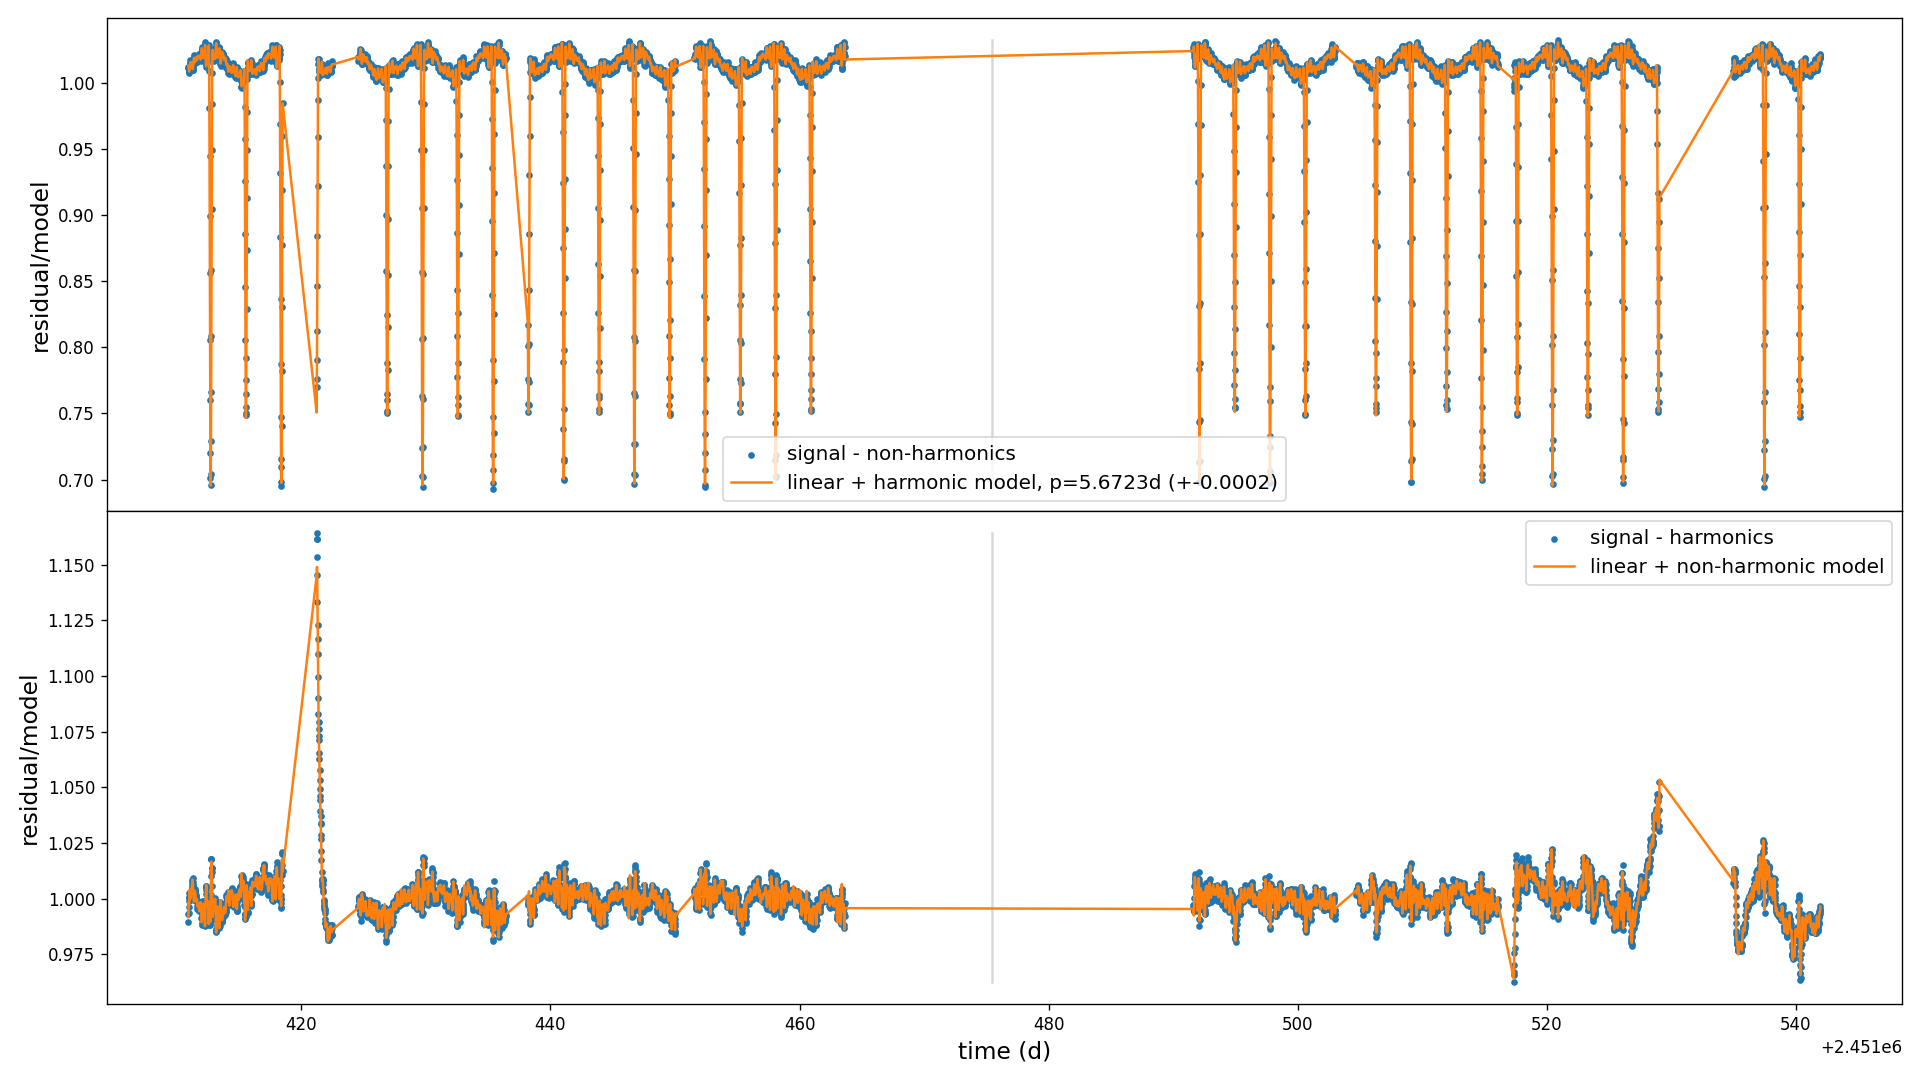 residual/model
1.00
0.95
0.90
0.85
0.80
0.75
0.70
signal - non-harmonics
linear + harmonic model, p=5.6723d (+-0.0002)
residual/model
1.150
1.125
1.100
1.075
1.050
1.025
1.000
0.975
signal - harmonics
linear + non-harmonic model
420 440 460 480 500 520 540
+2.451e6
time (d)